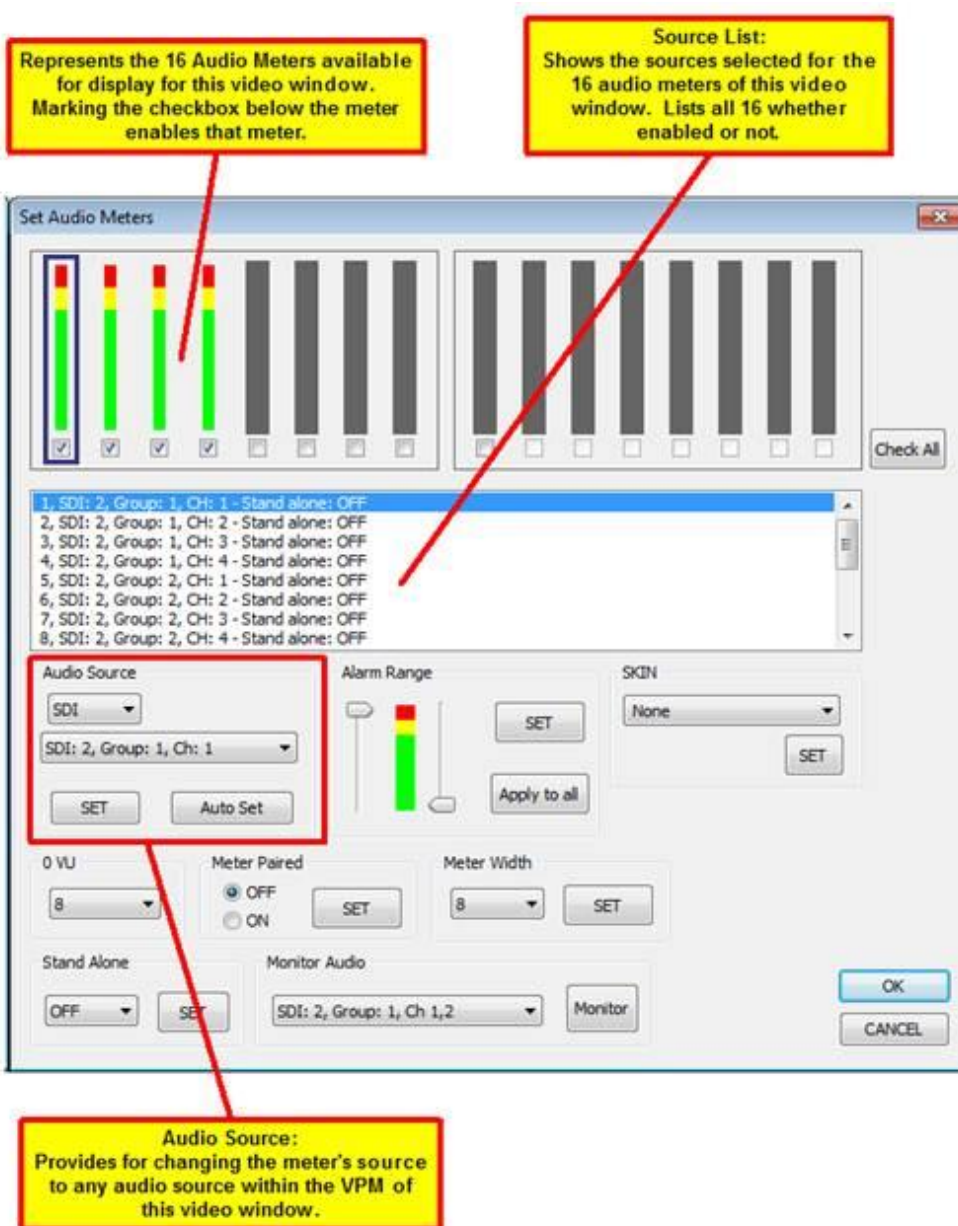 Represents the 16 Audio Meters available
for display for this video window.
Marking the checkbox below the meter
enables that meter.
Source List:
Shows the sources selected for the
16 audio meters of this video
window. Lists all 16 whether
enabled or not.
Set Audio Meters
Check All
1, SDI: 2, Group: 1, CH: 1 - Stand alone: OFF
2, SDI: 2, Group: 1, CH: 2 - Stand alone: OFF
3, SDI: 2, Group: 1, CH: 3 - Stand alone: OFF
4, SDI: 2, Group: 1, CH: 4 - Stand alone: OFF
5, SDI: 2, Group: 2, CH: 1 - Stand alone: OFF
6, SDI: 2, Group: 2, CH: 2 - Stand alone: OFF
7, SDI: 2, Group: 2, CH: 3 - Stand alone: OFF
8, SDI: 2, Group: 2, CH: 4 - Stand alone: OFF
Audio Source
SDI
SDI: 2, Group: 1, Ch: 1
SET
Auto Set
Alarm Range
SET
Apply to all
SKIN
None
SET
0 VU
8
Meter Paired
OFF
ON
SET
Meter Width
8
SET
Stand Alone
OFF
SET
Monitor Audio
SDI: 2, Group: 1, Ch 1,2
Monitor
OK
CANCEL
Audio Source:
Provides for changing the meter's source
to any audio source within the VPM of
this video window.